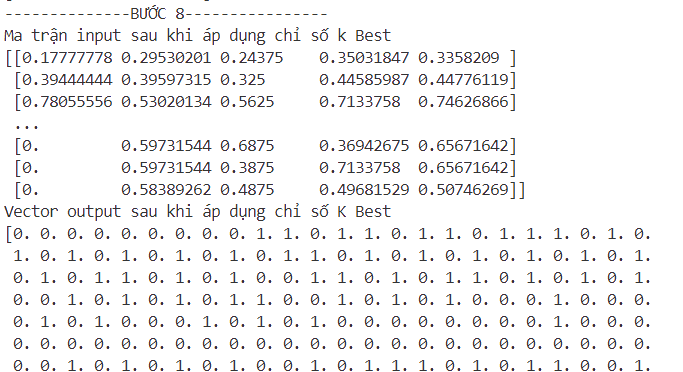 --------------BƯỚC 8----------------
Ma trận input sau khi áp dụng chỉ số k Best
[[0.17777778 0.29530201 0.24375    0.35031847 0.3358209 ]
 [0.39444444 0.39597315 0.325      0.44585987 0.44776119]
 [0.78055556 0.53020134 0.5625     0.7133758  0.74626866]
 ...
 [0.         0.59731544 0.6875     0.36942675 0.65671642]
 [0.         0.59731544 0.3875     0.7133758  0.65671642]
 [0.         0.58389262 0.4875     0.49681529 0.50746269]]
Vector output sau khi áp dụng chỉ số K Best
[0. 0. 0. 0. 0. 0. 0. 0. 0. 1. 1. 0. 1. 1. 0. 1. 1. 0. 1. 1. 1. 0. 1. 0.
 1. 0. 1. 0. 1. 0. 1. 1. 0. 1. 0. 1. 0. 1. 0. 1. 0. 1. 0. 1. 0. 1. 0. 1.
 0. 1. 0. 1. 1. 0. 1. 0. 1. 0. 0. 1. 1. 0. 1. 0. 1. 0. 1. 0. 1. 0. 1. 0.
 0. 0. 1. 0. 1. 0. 1. 1. 0. 0. 1. 0. 0. 1. 0. 0. 0. 0. 1. 0. 1. 0. 0. 0.
 0. 1. 0. 1. 0. 0. 0. 1. 0. 1. 0. 1. 0. 1. 0. 0. 0. 0. 0. 0. 0. 0. 0. 0.
 0. 0. 0. 0. 0. 0. 0. 0. 0. 0. 0. 0. 0. 0. 0. 0. 0. 0. 0. 0. 0. 0. 0. 0.
 0. 0. 1. 0. 1. 0. 1. 0. 1. 0. 0. 1. 0. 1. 1. 1. 0. 1. 0. 1. 1. 0. 0. 1.